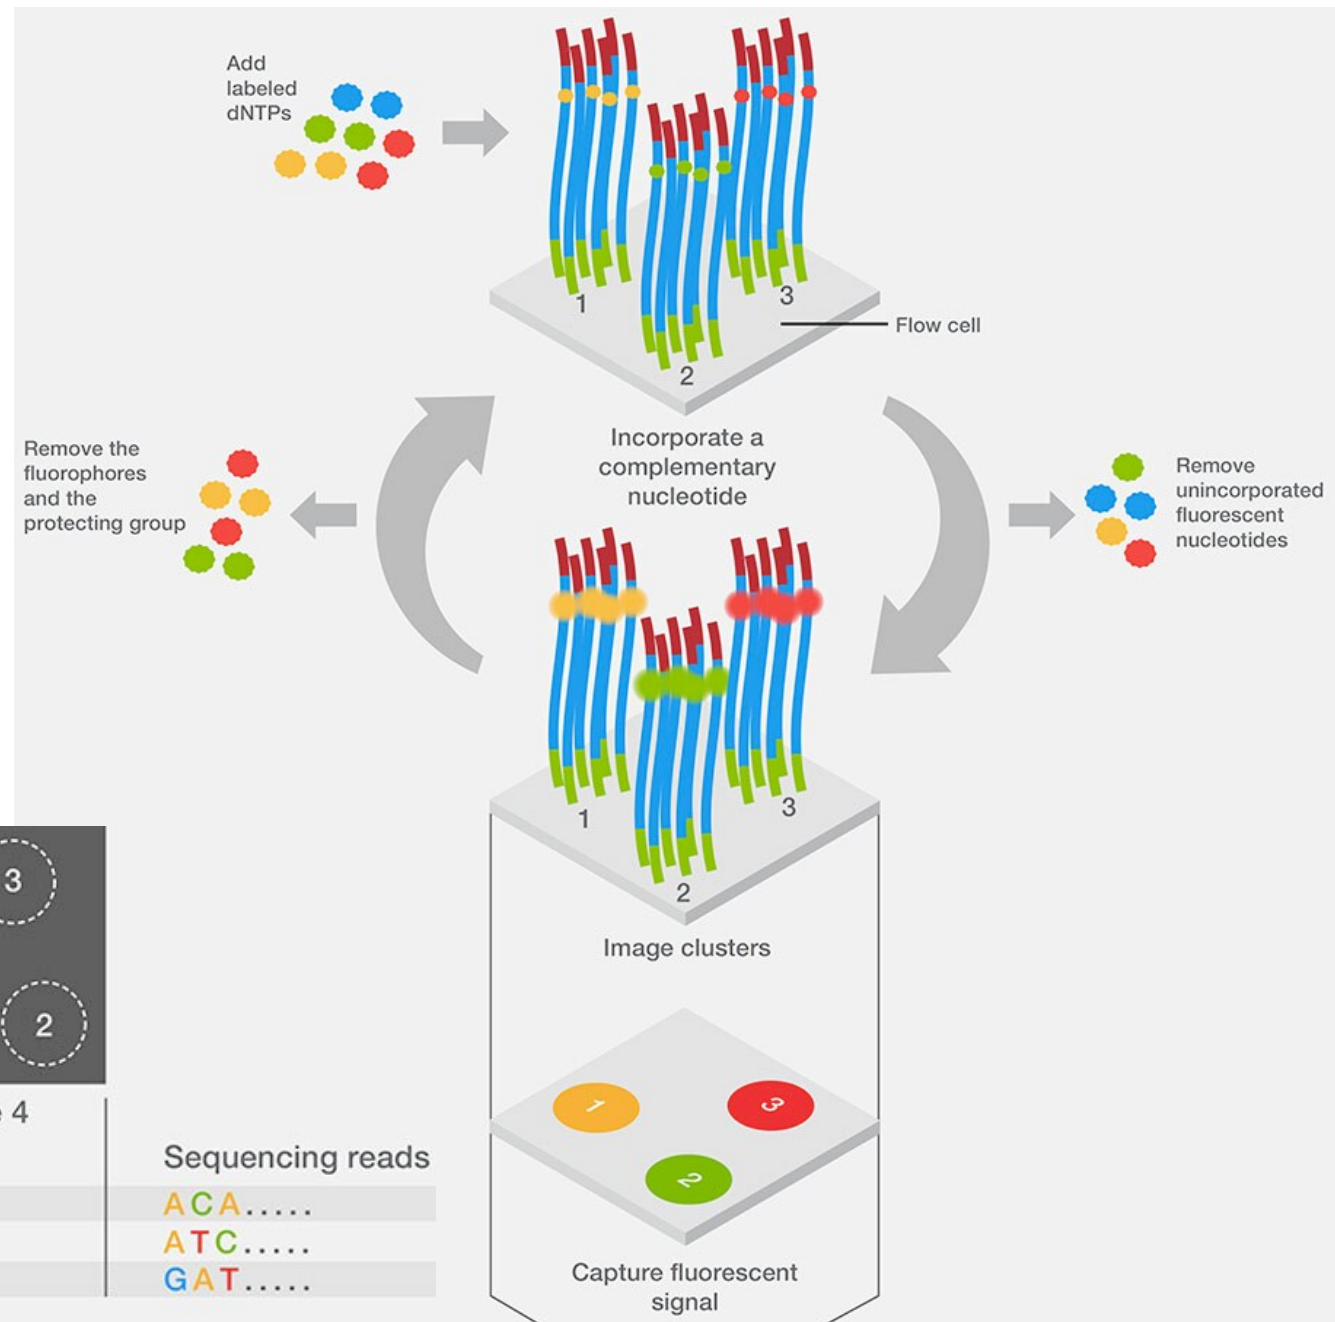 Add
labeled
dNTPs
1
3
2
Flow cell
Incorporate a
complementary
nucleotide
Remove the
fluorophores
and the
protecting group
Remove
unincorporated
fluorescent
nucleotides
1
3
2
Image clusters
1
3
2
Capture fluorescent
signal
3
2
4
Sequencing reads
ACA.....
ATC.....
GAT.....